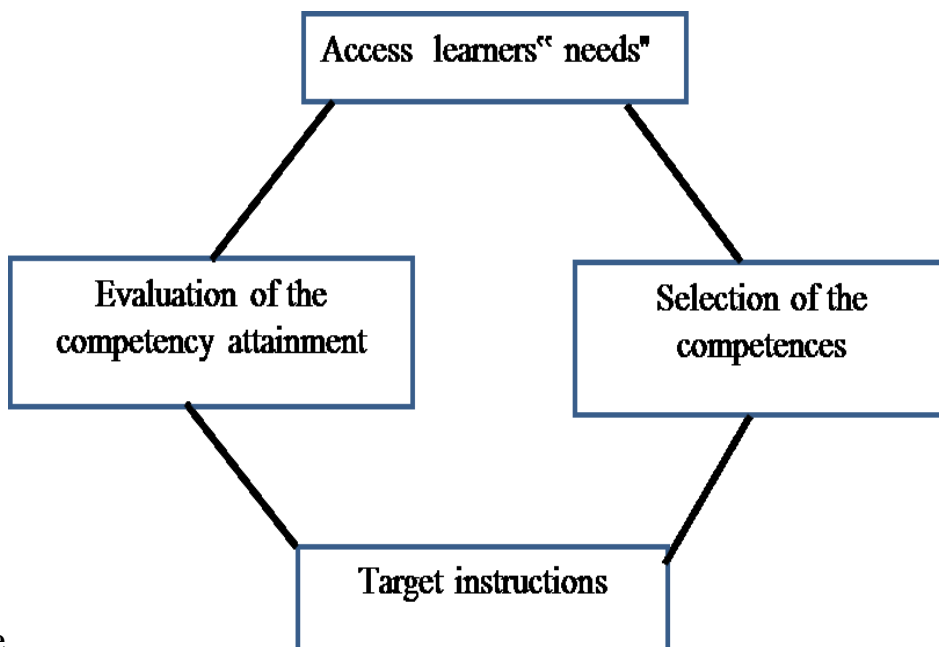 Access learners‟ needs"
Evaluation of the
competency attainment
Selection of the
competences
Target instructions
e